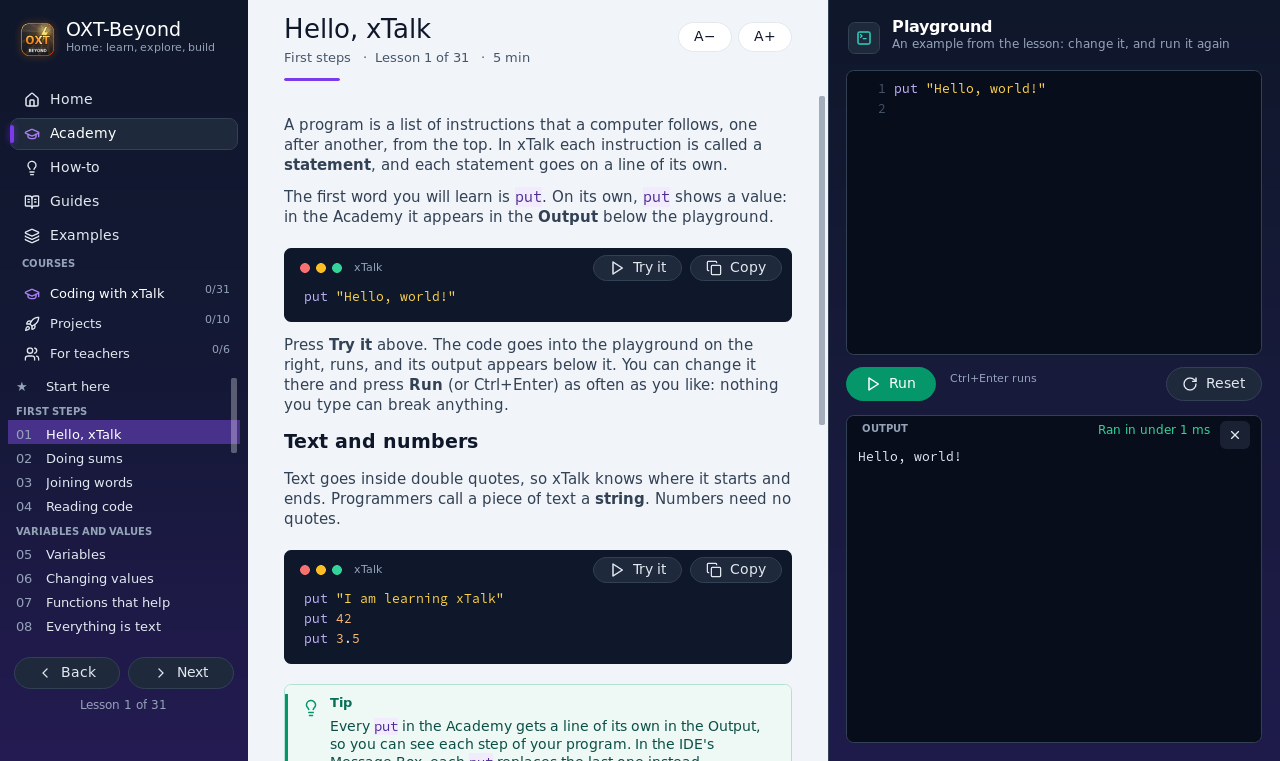 OXT-Beyond
Home: learn, explore, build
Home
Academy
How-to
Guides
Examples
COURSES
Coding with xTalk 0/31
Projects 0/10
For teachers 0/6
★ Start here
FIRST STEPS
01 Hello, xTalk
02 Doing sums
03 Joining words
04 Reading code
VARIABLES AND VALUES
05 Variables
06 Changing values
07 Functions that help
08 Everything is text
Back Next
Lesson 1 of 31
Hello, xTalk
First steps · Lesson 1 of 31 · 5 min
A− A+
A program is a list of instructions that a computer follows, one
after another, from the top. In xTalk each instruction is called a
statement, and each statement goes on a line of its own.
The first word you will learn is put. On its own, put shows a value:
in the Academy it appears in the Output below the playground.
xTalk Try it Copy
put "Hello, world!"
Press Try it above. The code goes into the playground on the
right, runs, and its output appears below it. You can change it
there and press Run (or Ctrl+Enter) as often as you like: nothing
you type can break anything.
Text and numbers
Text goes inside double quotes, so xTalk knows where it starts and
ends. Programmers call a piece of text a string. Numbers need no
quotes.
xTalk Try it Copy
put "I am learning xTalk"
put 42
put 3.5
Tip
Every put in the Academy gets a line of its own in the Output,
so you can see each step of your program. In the IDE's
Message Box, each put replaces the last one instead.
Playground
An example from the lesson: change it, and run it again
1 put "Hello, world!"
2
Run Ctrl+Enter runs Reset
OUTPUT Ran in under 1 ms
Hello, world!